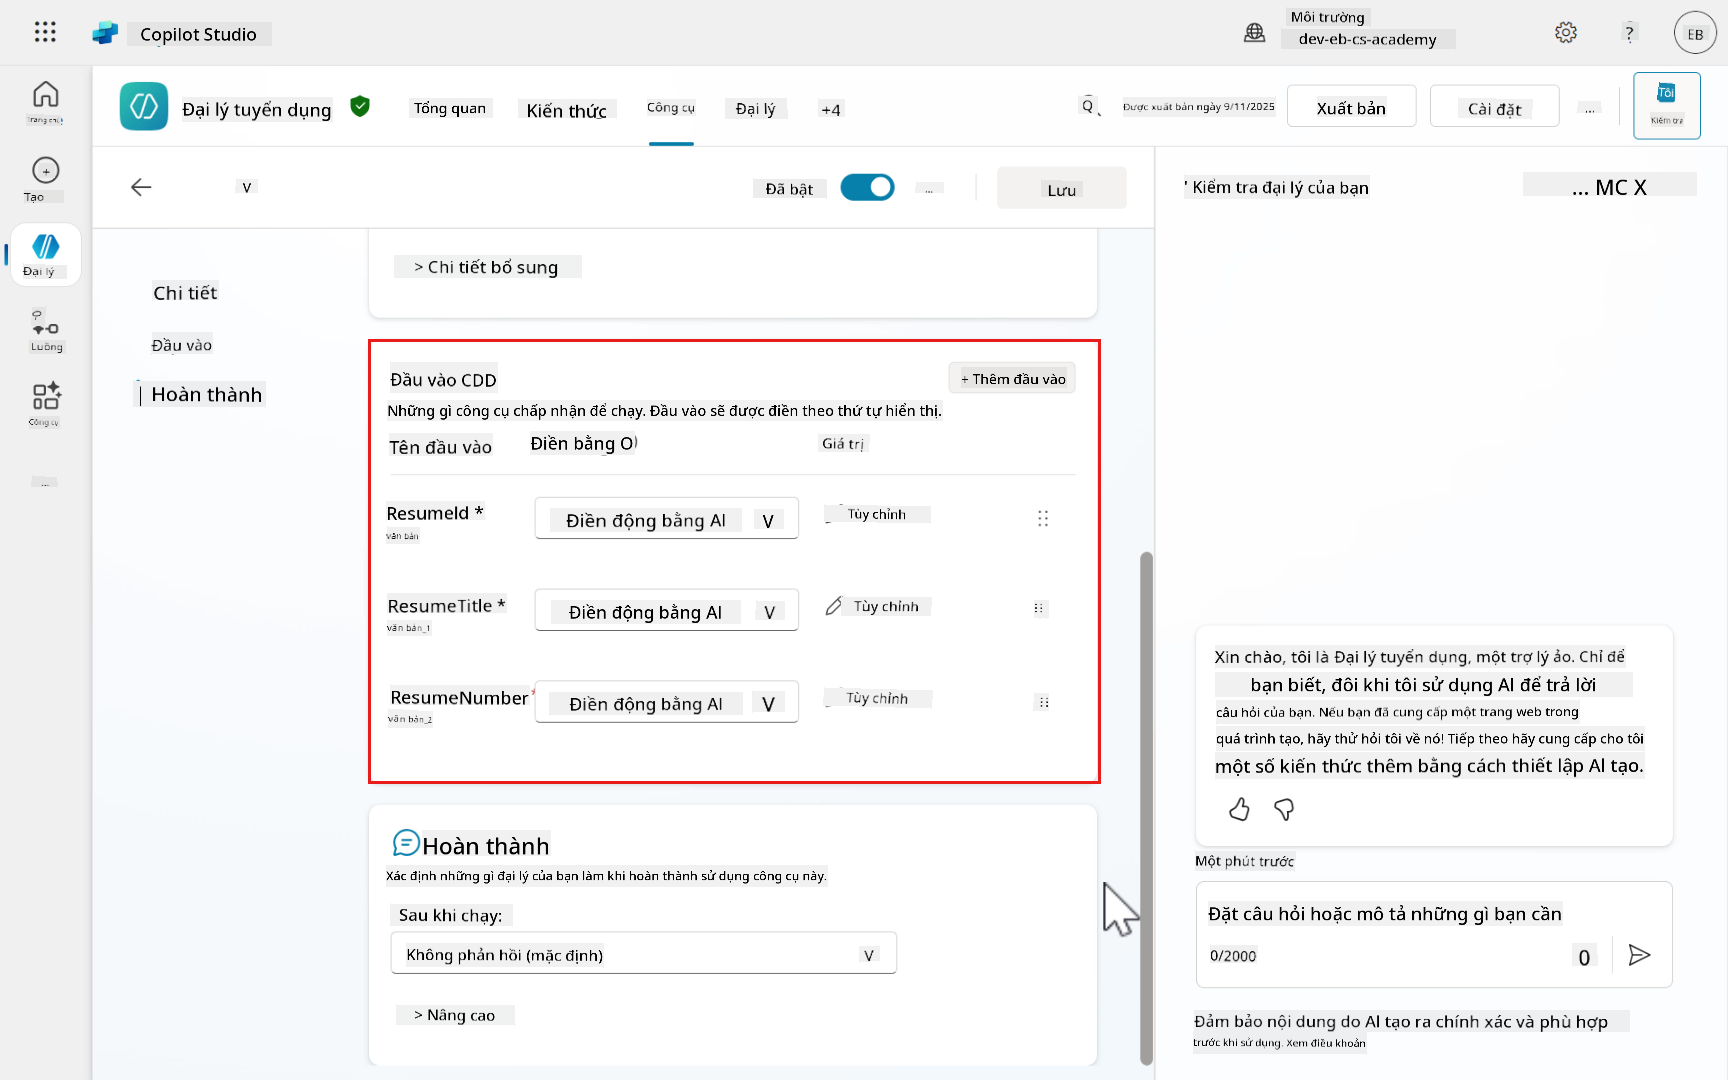 Copilot Studio
Môi trường
dev-eb-cs-academy
?
EB
Trang chủ
Tạo
Đại lý
Luồng
Công cụ
...
Đại lý tuyển dụng
Tổng quan
Kiến thức
Công cụ
Đại lý
+4
Được xuất bản ngày 9/11/2025
Xuất bản
Cài đặt
...
Tôi
Kiểm tra
V
Đã bật
...
Lưu
' Kiểm tra đại lý của bạn
... MC X
Chi tiết
Đầu vào
| Hoàn thành
> Chi tiết bổ sung
Đầu vào CDD
+ Thêm đầu vào
Những gì công cụ chấp nhận để chạy. Đầu vào sẽ được điền theo thứ tự hiển thị.
Tên đầu vào
Điền bằng O
Giá trị
ResumeId *
văn bản
Điền động bằng AI
V
Tùy chỉnh
ResumeTitle *
văn bản_1
Điền động bằng AI
V
Tùy chỉnh
ResumeNumber*
văn bản_2
Điền động bằng AI
V
Tùy chỉnh
Hoàn thành
Xác định những gì đại lý của bạn làm khi hoàn thành sử dụng công cụ này.
Sau khi chạy:
Không phản hồi (mặc định)
V
> Nâng cao
Xin chào, tôi là Đại lý tuyển dụng, một trợ lý ảo. Chỉ để
bạn biết, đôi khi tôi sử dụng AI để trả lời
câu hỏi của bạn. Nếu bạn đã cung cấp một trang web trong
quá trình tạo, hãy thử hỏi tôi về nó! Tiếp theo hãy cung cấp cho tôi
một số kiến thức thêm bằng cách thiết lập AI tạo.
Một phút trước
Đặt câu hỏi hoặc mô tả những gì bạn cần
0/2000
0
Đảm bảo nội dung do AI tạo ra chính xác và phù hợp
trước khi sử dụng. Xem điều khoản